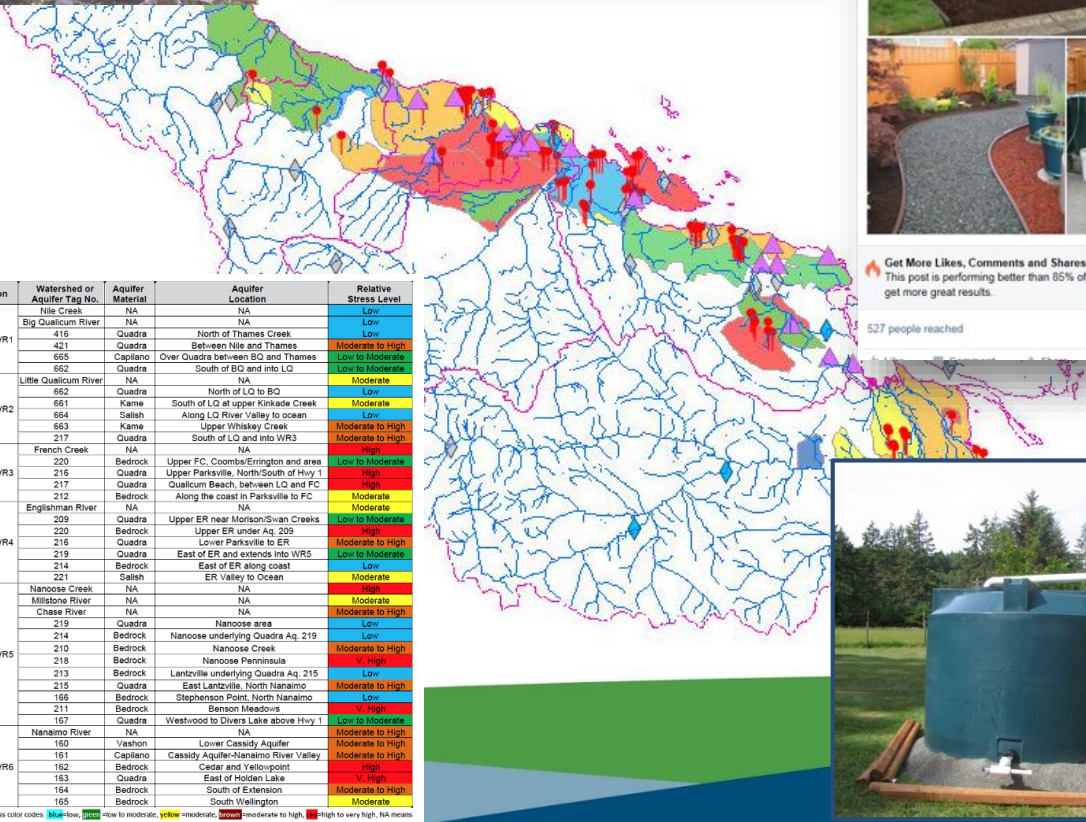 on | Watershed or Aquifer Tag No. | Aquifer Material | Aquifer Location | Relative Stress Level
Nile Creek | NA | NA | Low
Big Qualicum River | NA | NA | Low
416 | Quadra | North of Thames Creek | Low
421 | Quadra | Between Nile and Thames | Moderate to High
665 | Capilano | Over Quadra between BQ and Thames | Low to Moderate
662 | Quadra | South of BQ and into LQ | Low to Moderate
Little Qualicum River | NA | NA | Moderate
662 | Quadra | North of LQ to BQ | Low
661 | Kame | South of LQ at upper Kinkade Creek | Moderate
664 | Salish | Along LQ River Valley to ocean | Low
663 | Kame | Upper Whiskey Creek | Moderate to High
217 | Quadra | South of LQ and into WR3 | Moderate to High
French Creek | NA | NA | High
220 | Bedrock | Upper FC, Coombs/Errington and area | Low to Moderate
216 | Quadra | Upper Parksville, North/South of Hwy 1 | High
217 | Quadra | Qualicum Beach, between LQ and FC | High
212 | Bedrock | Along the coast in Parksville to FC | Moderate
Englishman River | NA | NA | Moderate
209 | Quadra | Upper ER near Morison/Swan Creeks | Low to Moderate
220 | Bedrock | Upper ER under Aq. 209 | High
216 | Quadra | Lower Parksville to ER | Moderate to High
219 | Quadra | East of ER and extends into WR5 | Low to Moderate
214 | Bedrock | East of ER along coast | Low
221 | Salish | ER Valley to Ocean | Moderate
Nanoose Creek | NA | NA | High
Millstone River | NA | NA | Moderate
Chase River | NA | NA | Moderate to High
219 | Quadra | Nanoose area | Low
214 | Bedrock | Nanoose underlying Quadra Aq. 219 | Low
210 | Bedrock | Nanoose Creek | Moderate to High
218 | Bedrock | Nanoose Penninsula | V. High
213 | Bedrock | Lantzville underlying Quadra Aq. 215 | Low
215 | Quadra | East Lantzville, North Nanaimo | Moderate to High
166 | Bedrock | Stephenson Point, North Nanaimo | Low
211 | Bedrock | Benson Meadows | V. High
167 | Quadra | Westwood to Divers Lake above Hwy 1 | Low to Moderate
Nanaimo River | NA | NA | Moderate to High
160 | Vashon | Lower Cassidy Aquifer | Moderate to High
161 | Capilano | Cassidy Aquifer-Nanaimo River Valley | Moderate to High
162 | Bedrock | Cedar and Yellowpoint | High
163 | Quadra | East of Holden Lake | V. High
164 | Bedrock | South of Extension | Moderate to High
165 | Bedrock | South Wellington | Moderate
ss color codes: blue=low, green =low to moderate, yellow =moderate, brown =moderate to high, red=high to very high, NA means
Get More Likes, Comments and Shares
This post is performing better than 85% of
get more great results.
527 people reached